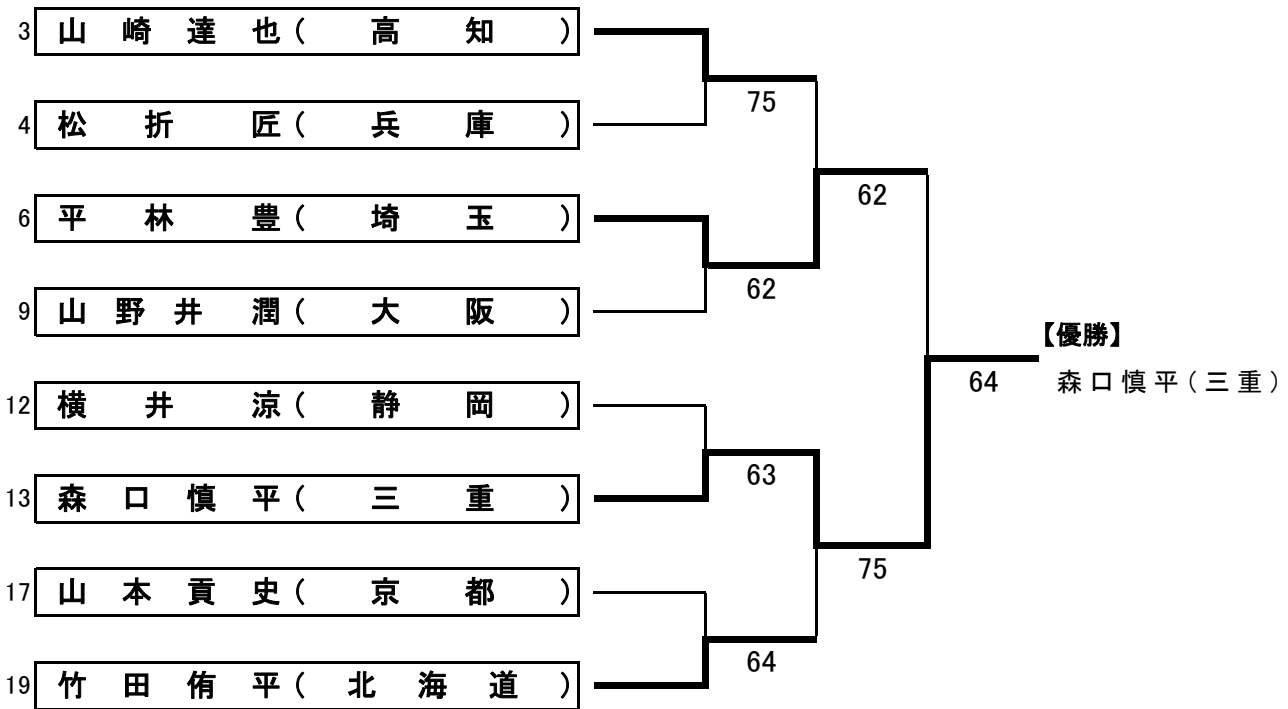 3 山崎達也(高知)
75
4 松折匠(兵庫)
62
6 平林豊(埼玉)
62
9 山野井潤(大阪)
【優勝】
64 森口慎平(三重)
12 横井涼(静岡)
63
13 森口慎平(三重)
75
17 山本貢史(京都)
64
19 竹田侑平(北海道)